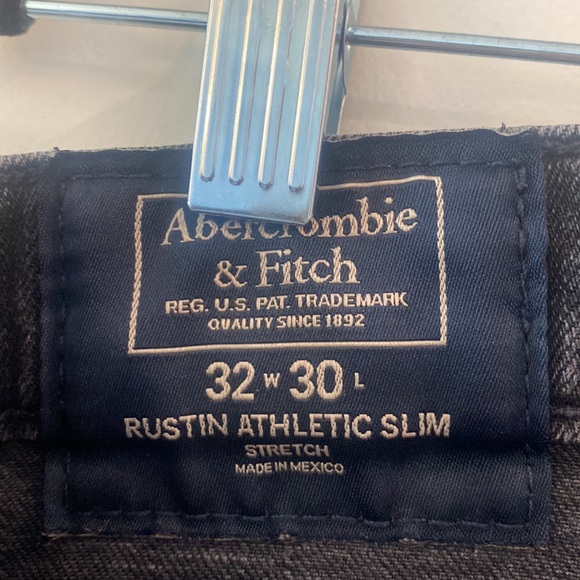 Abercrombie
& Fitch
REG. U.S. PAT. TRADEMARK
QUALITY SINCE 1892
32 W 30 L
RUSTIN ATHLETIC SLIM
STRETCH
MADE IN MEXICO